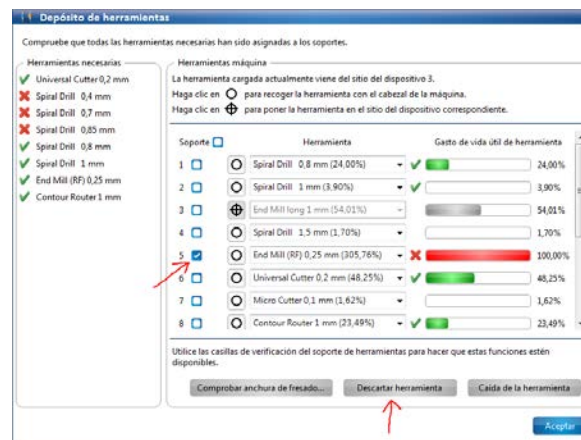 Depósito de herramientas
Compruebe que todas las herramientas necesarias han sido asignadas a los soportes.
Herramientas necesarias
Universal Cutter 0,2 mm
Spiral Drill 0,4 mm
Spiral Drill 0,7 mm
Spiral Drill 0,85 mm
Spiral Drill 0,8 mm
Spiral Drill 1 mm
End Mill (RF) 0,25 mm
Contour Router 1 mm
Herramientas máquina
La herramienta cargada actualmente viene del sitio del dispositivo 3.
Haga clic en para recoger la herramienta con el cabezal de la máquina.
Haga clic en para poner la herramienta en el sitio del dispositivo correspondiente.
Soporte Herramienta Gasto de vida útil de herramienta
1 Spiral Drill 0,8 mm (24,00%) 24,00%
2 Spiral Drill 1 mm (3,90%) 3,90%
3 End Mill long 1 mm (54,01%) 54,01%
4 Spiral Drill 1,5 mm (1,70%) 1,70%
5 End Mill (RF) 0,25 mm (305,76%) 100,00%
6 Universal Cutter 0,2 mm (48,25%) 48,25%
7 Micro Cutter 0,1 mm (1,62%) 1,62%
8 Contour Router 1 mm (23,49%) 23,49%
Utilice las casillas de verificación del soporte de herramientas para hacer que estas funciones estén
disponibles.
Comprobar anchura de fresado... Descartar herramienta Caída de la herramienta
Aceptar